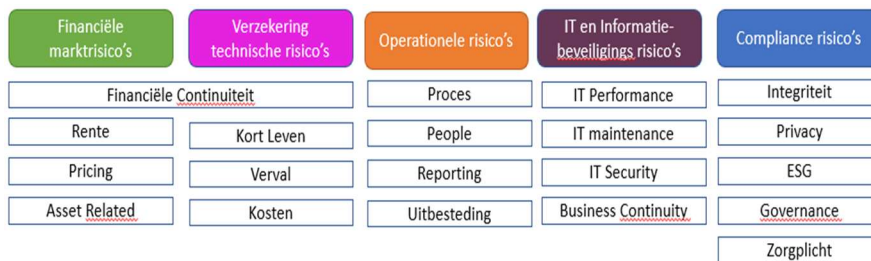 Financiële
marktrisico's
Verzekering
technische risico's
Operationele risico's
IT en Informatie-
beveiligings risico's
Compliance risico's
Financiële Continuiteit
Rente
Pricing
Asset Related
Kort Leven
Verval
Kosten
Proces
People
Reporting
Uitbesteding
IT Performance
IT maintenance
IT Security
Business Continuity
Integriteit
Privacy
ESG
Governance
Zorgplicht